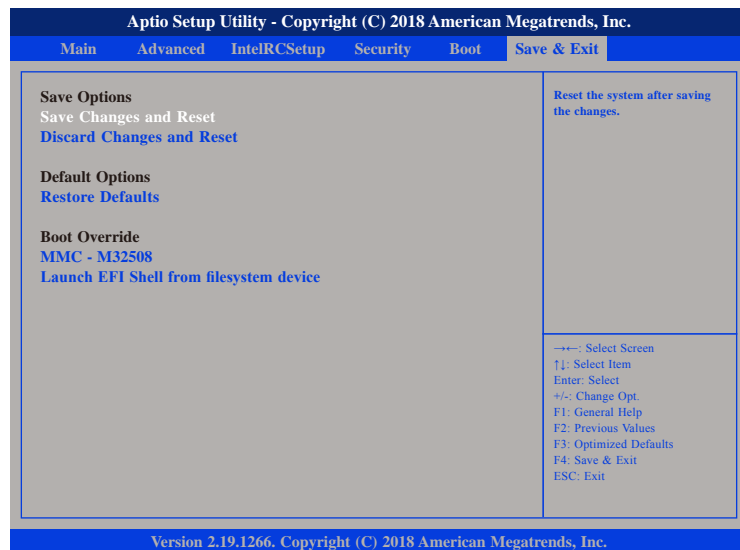 Aptio Setup Utility - Copyright (C) 2018 American Megatrends, Inc.
Main Advanced IntelRCSetup Security Boot Save & Exit
Save Options
Save Changes and Reset
Discard Changes and Reset
Default Options
Restore Defaults
Boot Override
MMC - M32508
Launch EFI Shell from filesystem device
Reset the system after saving
the changes.
→←: Select Screen
↑↓: Select Item
Enter: Select
+/-: Change Opt.
F1: General Help
F2: Previous Values
F3: Optimized Defaults
F4: Save & Exit
ESC: Exit
Version 2.19.1266. Copyright (C) 2018 American Megatrends, Inc.